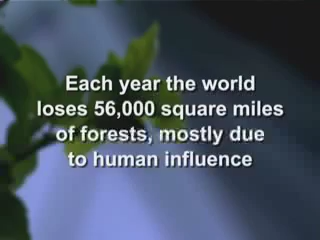 Each year the world
loses 56,000 square miles
of forests, mostly due
to human influence